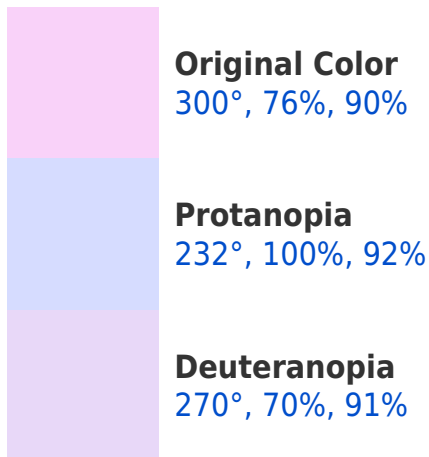 Original Color
300°, 76%, 90%
Protanopia
232°, 100%, 92%
Deuteranopia
270°, 70%, 91%